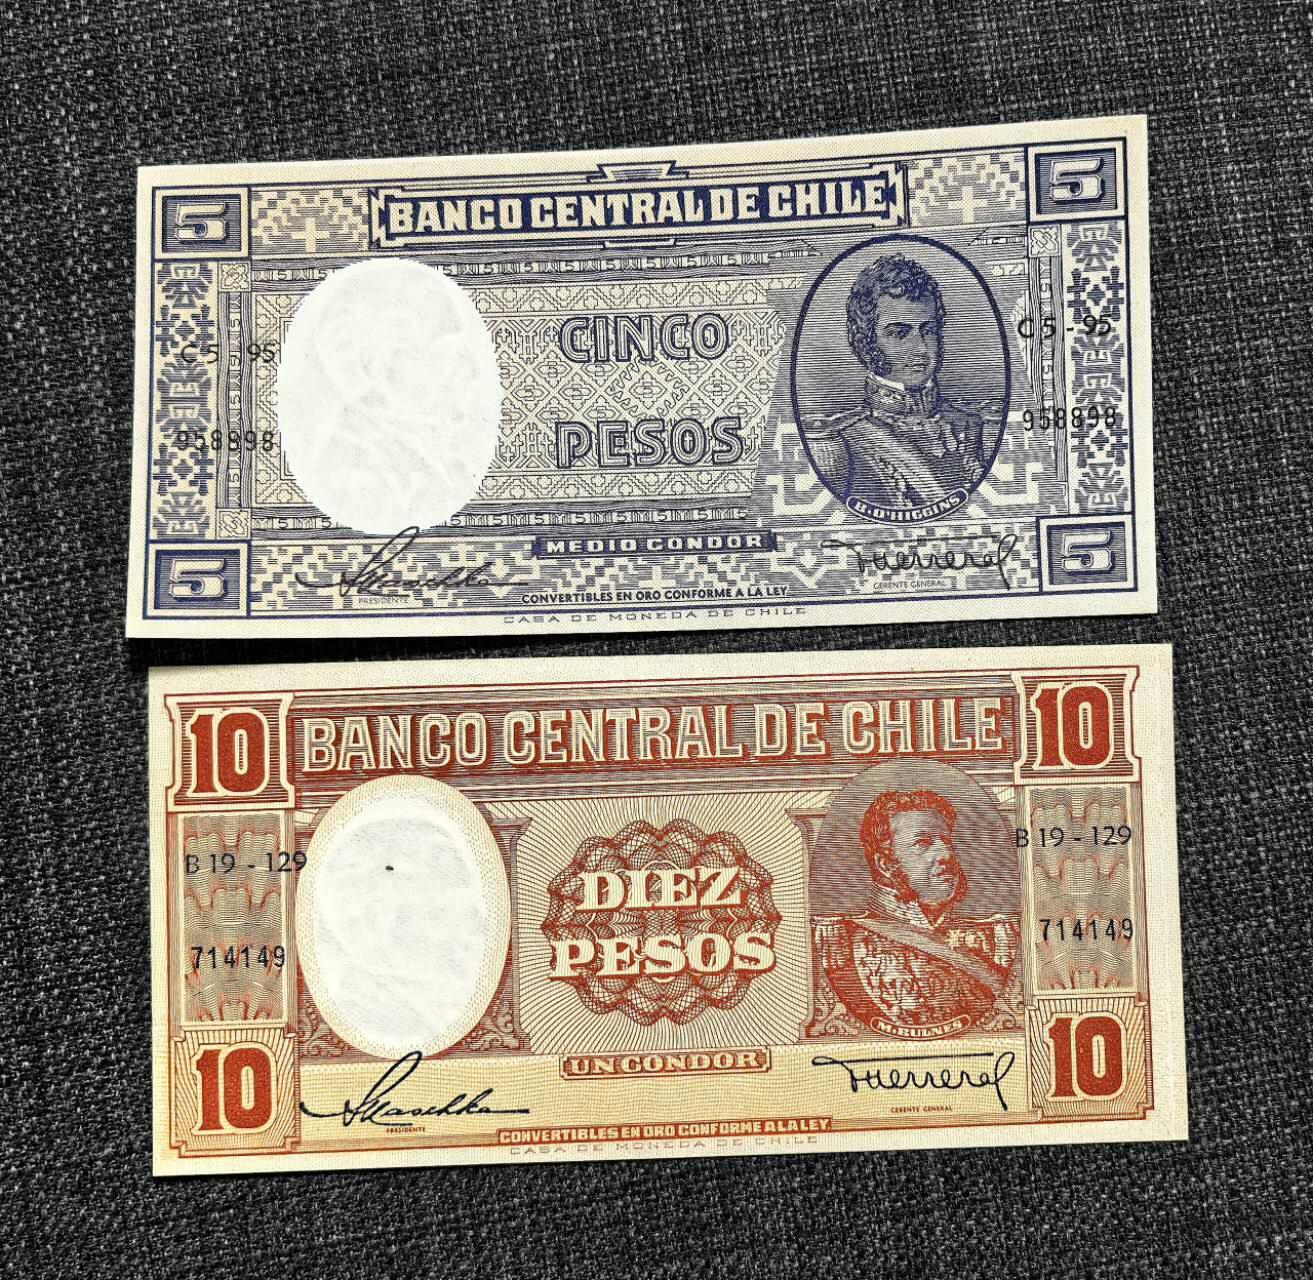 5 BANCO CENTRAL DE CHILE 5
CINCO
C 5 - 95 C 5 - 95
PESOS
958898 958898
B. O'HIGGINS
5 MEDIO CONDOR 5
PRESIDENTE GERENTE GENERAL
CONVERTIBLES EN ORO CONFORME A LA LEY
CASA DE MONEDA DE CHILE
10 BANCO CENTRAL DE CHILE 10
B 19 - 129 B 19 - 129
DIEZ
PESOS
714149 714149
M. BULNES
10 UN CONDOR 10
PRESIDENTE GERENTE GENERAL
CONVERTIBLES EN ORO CONFORME A LA LEY
CASA DE MONEDA DE CHILE